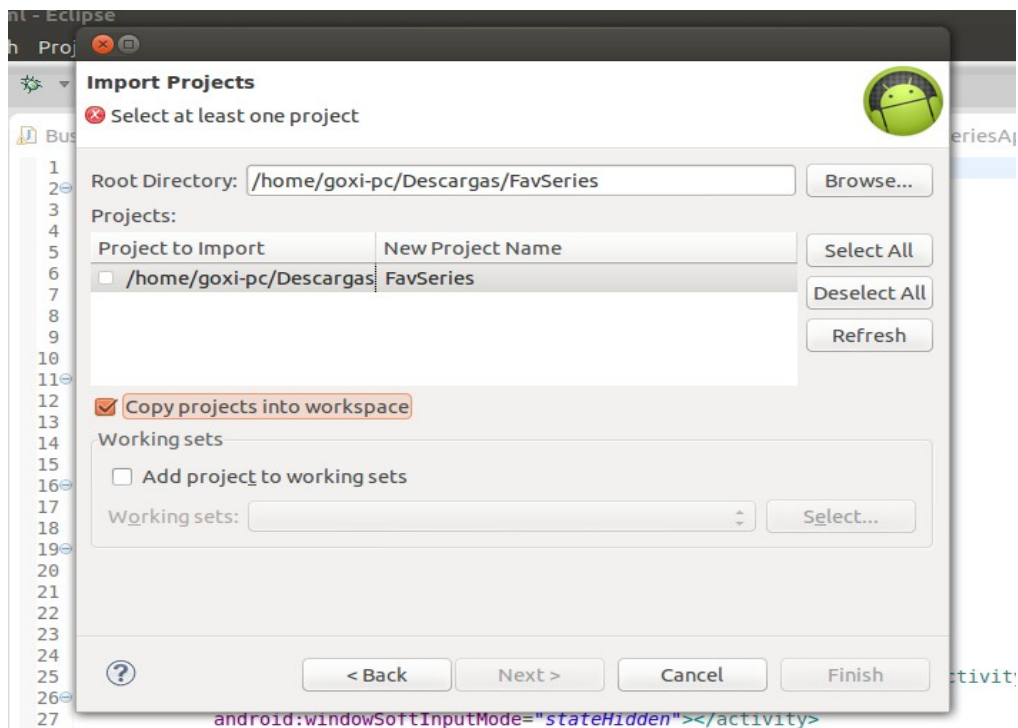 ml - Eclipse
h Proj
Import Projects
Select at least one project
Bus
eriesAp
Root Directory: /home/goxi-pc/Descargas/FavSeries Browse...
Projects:
Project to Import New Project Name
Select All
/home/goxi-pc/Descargas FavSeries
Deselect All
Refresh
Copy projects into workspace
Working sets
Add project to working sets
Working sets: Select...
? < Back Next > Cancel Finish
1
2
3
4
5
6
7
8
9
10
11
12
13
14
15
16
17
18
19
20
21
22
23
24
25 ctivity
26
27 android:windowSoftInputMode="stateHidden"></activity>